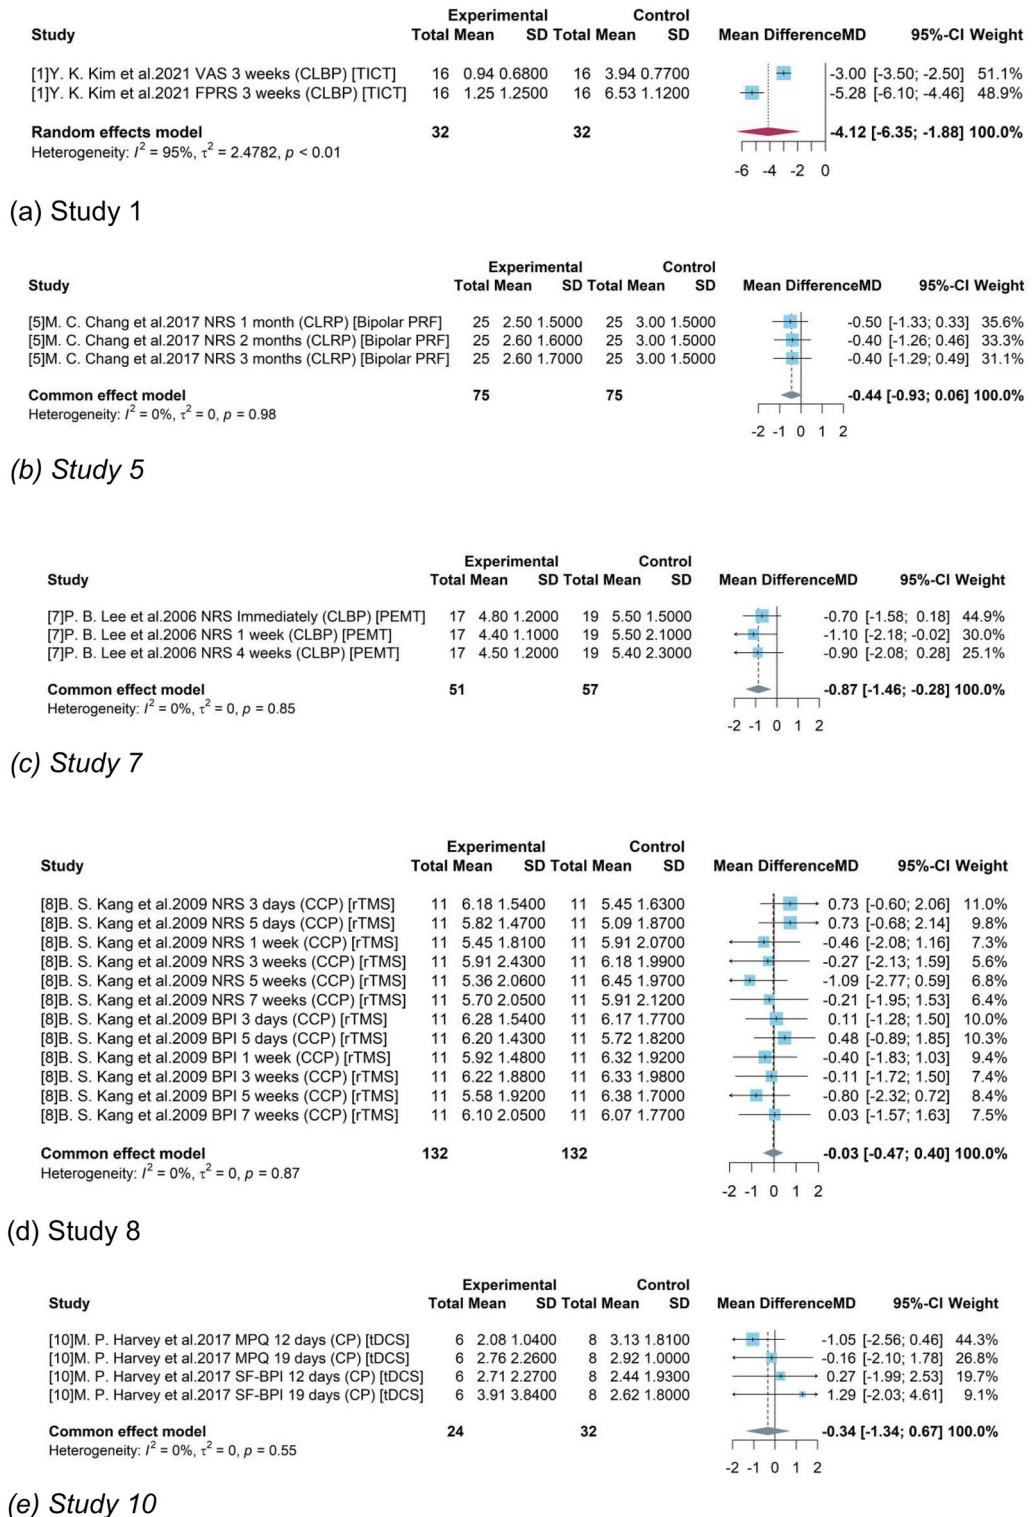 Experimental Control
Study Total Mean SD Total Mean SD Mean DifferenceMD 95%-CI Weight
[1]Y. K. Kim et al.2021 VAS 3 weeks (CLBP) [TICT] 16 0.94 0.6800 16 3.94 0.7700 -3.00 [-3.50; -2.50] 51.1%
[1]Y. K. Kim et al.2021 FPRS 3 weeks (CLBP) [TICT] 16 1.25 1.2500 16 6.53 1.1200 -5.28 [-6.10; -4.46] 48.9%
Random effects model 32 32 -4.12 [-6.35; -1.88] 100.0%
Heterogeneity: I² = 95%, τ² = 2.4782, p < 0.01
-6 -4 -2 0
(a) Study 1
Experimental Control
Study Total Mean SD Total Mean SD Mean DifferenceMD 95%-CI Weight
[5]M. C. Chang et al.2017 NRS 1 month (CLRP) [Bipolar PRF] 25 2.50 1.5000 25 3.00 1.5000 -0.50 [-1.33; 0.33] 35.6%
[5]M. C. Chang et al.2017 NRS 2 months (CLRP) [Bipolar PRF] 25 2.60 1.6000 25 3.00 1.5000 -0.40 [-1.26; 0.46] 33.3%
[5]M. C. Chang et al.2017 NRS 3 months (CLRP) [Bipolar PRF] 25 2.60 1.7000 25 3.00 1.5000 -0.40 [-1.29; 0.49] 31.1%
Common effect model 75 75 -0.44 [-0.93; 0.06] 100.0%
Heterogeneity: I² = 0%, τ² = 0, p = 0.98
-2 -1 0 1 2
(b) Study 5
Experimental Control
Study Total Mean SD Total Mean SD Mean DifferenceMD 95%-CI Weight
[7]P. B. Lee et al.2006 NRS Immediately (CLBP) [PEMT] 17 4.80 1.2000 19 5.50 1.5000 -0.70 [-1.58; 0.18] 44.9%
[7]P. B. Lee et al.2006 NRS 1 week (CLBP) [PEMT] 17 4.40 1.1000 19 5.50 2.1000 -1.10 [-2.18; -0.02] 30.0%
[7]P. B. Lee et al.2006 NRS 4 weeks (CLBP) [PEMT] 17 4.50 1.2000 19 5.40 2.3000 -0.90 [-2.08; 0.28] 25.1%
Common effect model 51 57 -0.87 [-1.46; -0.28] 100.0%
Heterogeneity: I² = 0%, τ² = 0, p = 0.85
-2 -1 0 1 2
(c) Study 7
Experimental Control
Study Total Mean SD Total Mean SD Mean DifferenceMD 95%-CI Weight
[8]B. S. Kang et al.2009 NRS 3 days (CCP) [rTMS] 11 6.18 1.5400 11 5.45 1.6300 0.73 [-0.60; 2.06] 11.0%
[8]B. S. Kang et al.2009 NRS 5 days (CCP) [rTMS] 11 5.82 1.4700 11 5.09 1.8700 0.73 [-0.68; 2.14] 9.8%
[8]B. S. Kang et al.2009 NRS 1 week (CCP) [rTMS] 11 5.45 1.8100 11 5.91 2.0700 -0.46 [-2.08; 1.16] 7.3%
[8]B. S. Kang et al.2009 NRS 3 weeks (CCP) [rTMS] 11 5.91 2.4300 11 6.18 1.9900 -0.27 [-2.13; 1.59] 5.6%
[8]B. S. Kang et al.2009 NRS 5 weeks (CCP) [rTMS] 11 5.36 2.0600 11 6.45 1.9700 -1.09 [-2.77; 0.59] 6.8%
[8]B. S. Kang et al.2009 NRS 7 weeks (CCP) [rTMS] 11 5.70 2.0500 11 5.91 2.1200 -0.21 [-1.95; 1.53] 6.4%
[8]B. S. Kang et al.2009 BPI 3 days (CCP) [rTMS] 11 6.28 1.5400 11 6.17 1.7700 0.11 [-1.28; 1.50] 10.0%
[8]B. S. Kang et al.2009 BPI 5 days (CCP) [rTMS] 11 6.20 1.4300 11 5.72 1.8200 0.48 [-0.89; 1.85] 10.3%
[8]B. S. Kang et al.2009 BPI 1 week (CCP) [rTMS] 11 5.92 1.4800 11 6.32 1.9200 -0.40 [-1.83; 1.03] 9.4%
[8]B. S. Kang et al.2009 BPI 3 weeks (CCP) [rTMS] 11 6.22 1.8800 11 6.33 1.9800 -0.11 [-1.72; 1.50] 7.4%
[8]B. S. Kang et al.2009 BPI 5 weeks (CCP) [rTMS] 11 5.58 1.9200 11 6.38 1.7000 -0.80 [-2.32; 0.72] 8.4%
[8]B. S. Kang et al.2009 BPI 7 weeks (CCP) [rTMS] 11 6.10 2.0500 11 6.07 1.7700 0.03 [-1.57; 1.63] 7.5%
Common effect model 132 132 -0.03 [-0.47; 0.40] 100.0%
Heterogeneity: I² = 0%, τ² = 0, p = 0.87
-2 -1 0 1 2
(d) Study 8
Experimental Control
Study Total Mean SD Total Mean SD Mean DifferenceMD 95%-CI Weight
[10]M. P. Harvey et al.2017 MPQ 12 days (CP) [tDCS] 6 2.08 1.0400 8 3.13 1.8100 -1.05 [-2.56; 0.46] 44.3%
[10]M. P. Harvey et al.2017 MPQ 19 days (CP) [tDCS] 6 2.76 2.2600 8 2.92 1.0000 -0.16 [-2.10; 1.78] 26.8%
[10]M. P. Harvey et al.2017 SF-BPI 12 days (CP) [tDCS] 6 2.71 2.2700 8 2.44 1.9300 0.27 [-1.99; 2.53] 19.7%
[10]M. P. Harvey et al.2017 SF-BPI 19 days (CP) [tDCS] 6 3.91 3.8400 8 2.62 1.8000 1.29 [-2.03; 4.61] 9.1%
Common effect model 24 32 -0.34 [-1.34; 0.67] 100.0%
Heterogeneity: I² = 0%, τ² = 0, p = 0.55
-2 -1 0 1 2
(e) Study 10